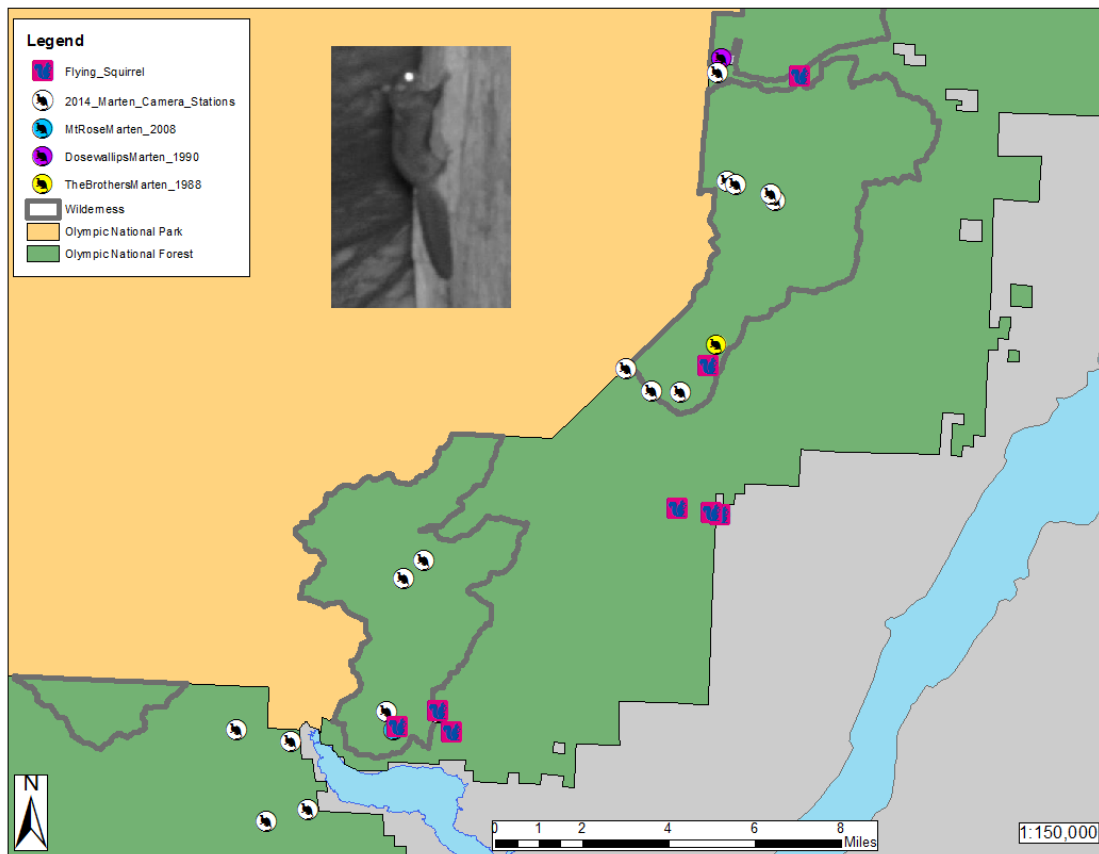 Legend
Flying_Squirrel
2014_Marten_Camera_Stations
MtRoseMarten_2008
DosewallipsMarten_1990
TheBrothersMarten_1988
Wilderness
Olympic National Park
Olympic National Forest
N
0 1 2 4 6 8
Miles
1:150,000